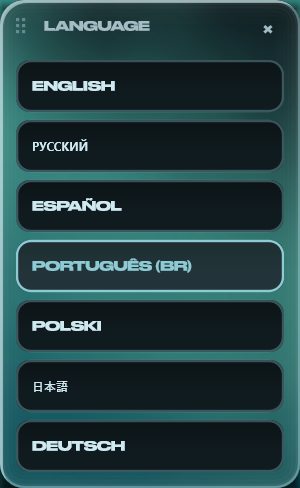 LANGUAGE
ENGLISH
РУССКИЙ
ESPAÑOL
PORTUGUÊS (BR)
POLSKI
日本語
DEUTSCH